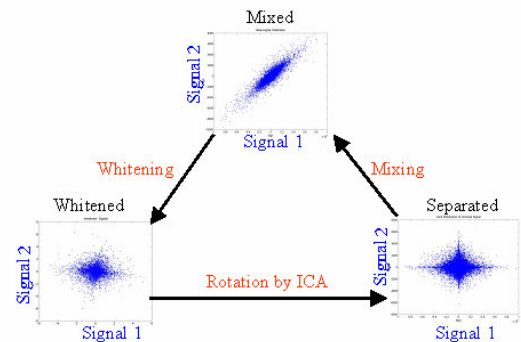 Mixed
Signal 2
Signal 1
Whitening
Mixing
Whitened
Separated
Signal 2
Signal 2
Rotation by ICA
Signal 1
Signal 1